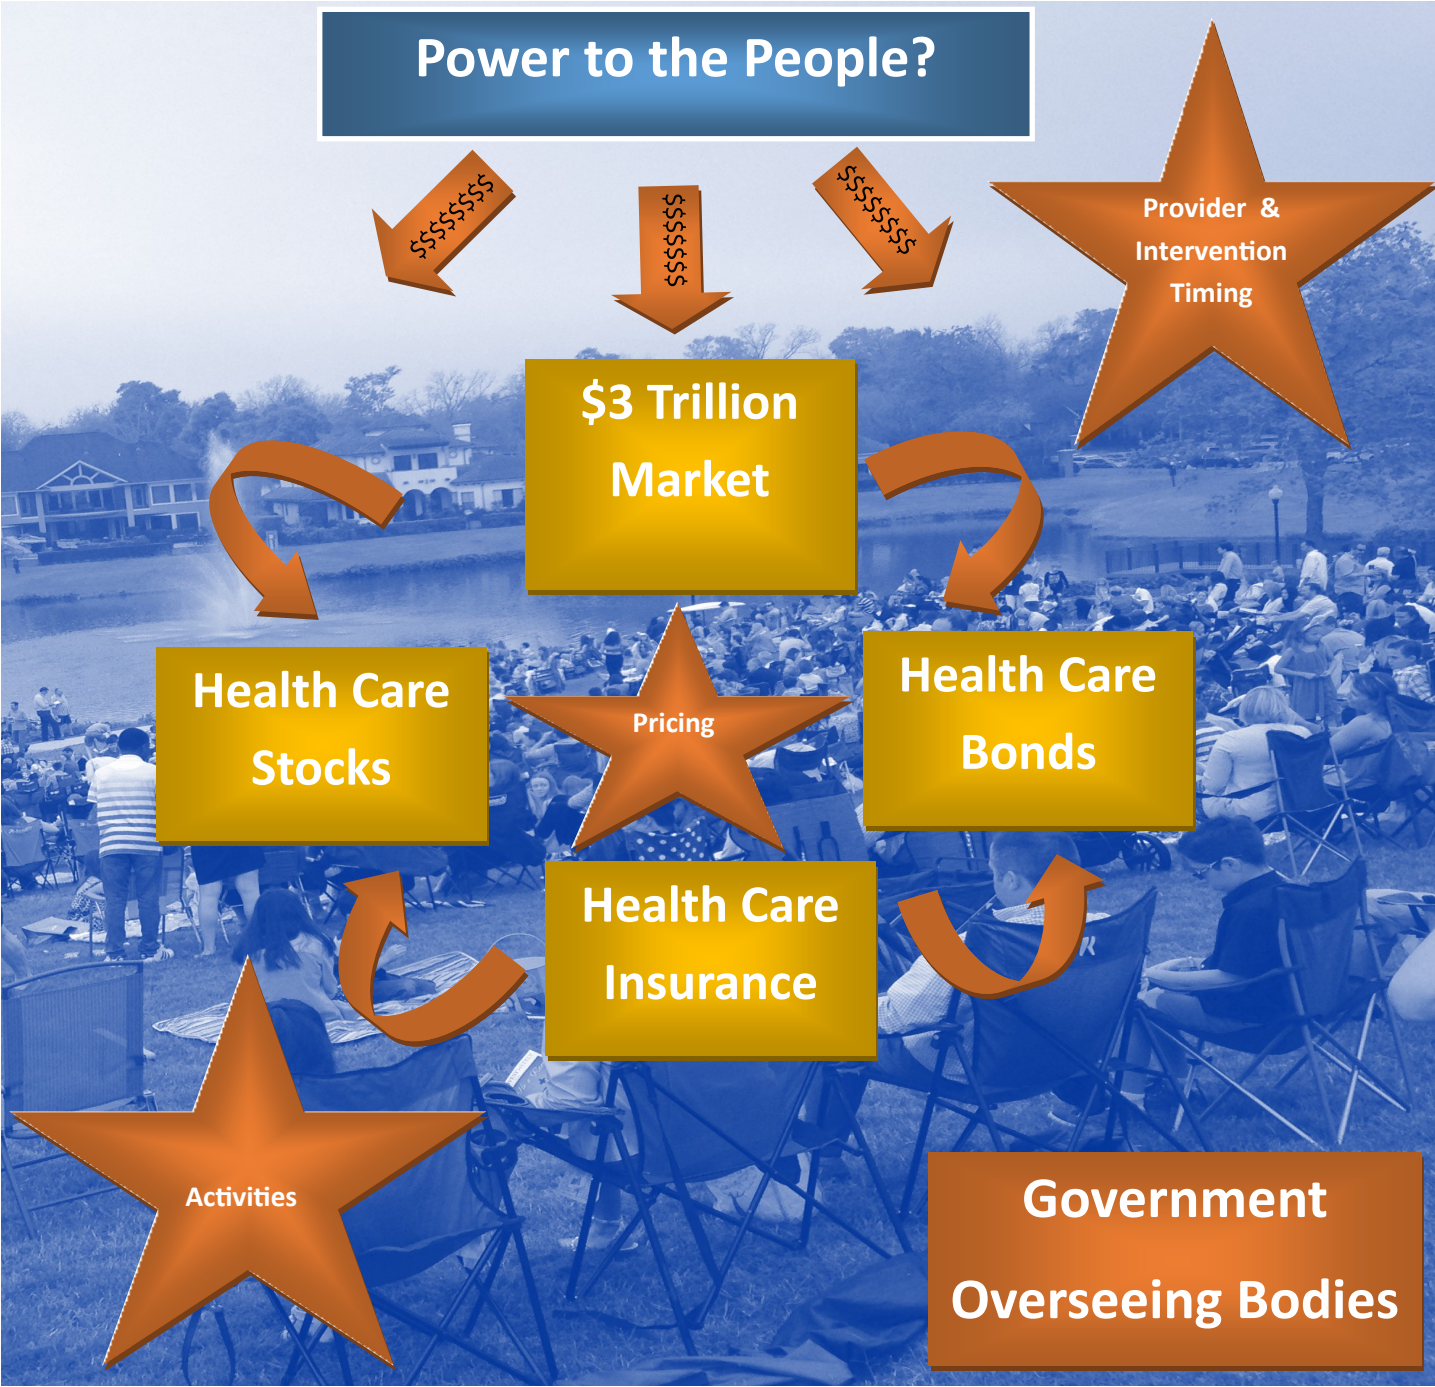 Power to the People?
$$$$$$$$
$$$$$$$
$$$$$$$$
Provider &
Intervention
Timing
$3 Trillion
Market
Health Care
Stocks
Pricing
Health Care
Bonds
Health Care
Insurance
Activities
Government
Overseeing Bodies